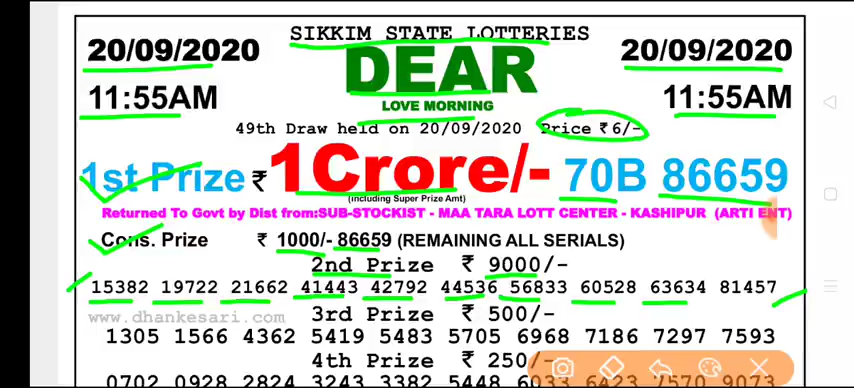 SIKKIM STATE LOTTERIES
20/09/2020 DEAR 20/09/2020
11:55AM LOVE MORNING 11:55AM
49th Draw held on 20/09/2020 Price ₹ 6/-
1st Prize ₹ 1Crore/- 70B 86659
(including Super Prize Amt)
Returned To Govt by Dist from:SUB-STOCKIST - MAA TARA LOTT CENTER - KASHIPUR (ARTI ENT)
Cons. Prize ₹ 1000/- 86659 (REMAINING ALL SERIALS)
2nd Prize ₹ 9000/-
15382 19722 21662 41443 42792 44536 56833 60528 63634 81457
www.dhankesari.com
3rd Prize ₹ 500/-
1305 1566 4362 5419 5483 5705 6968 7186 7297 7593
4th Prize ₹ 250/-
0702 0928 2824 3243 3382 5448 6033 6423 9073